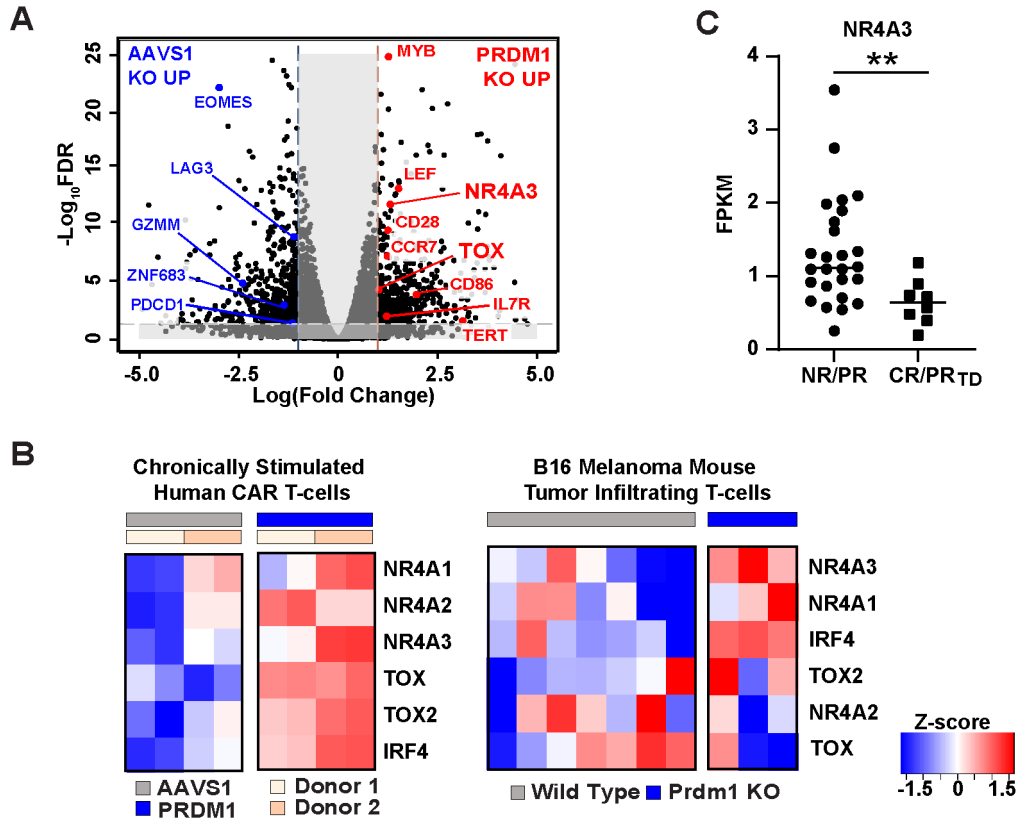 A
AAVS1
KO UP
PRDM1
KO UP
MYB
EOMES
LAG3
LEF
NR4A3
GZMM
CD28
CCR7
TOX
ZNF683
CD86
PDCD1
IL7R
TERT
-Log10FDR
25
20
15
10
5
0
-5.0 -2.5 0 2.5 5.0
Log(Fold Change)
C
NR4A3
**
FPKM
4
3
2
1
0
NR/PR CR/PRTD
B
Chronically Stimulated
Human CAR T-cells
NR4A1
NR4A2
NR4A3
TOX
TOX2
IRF4
AAVS1
PRDM1
Donor 1
Donor 2
B16 Melanoma Mouse
Tumor Infiltrating T-cells
NR4A3
NR4A1
IRF4
TOX2
NR4A2
TOX
Wild Type Prdm1 KO
Z-score
-1.5 0 1.5